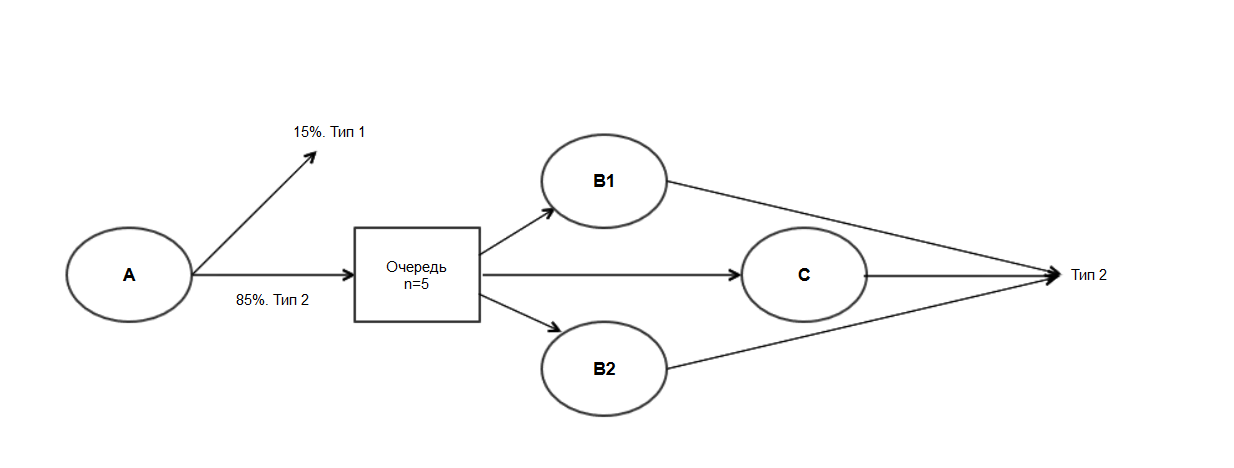 15%. Тип 1
B1
A
Очередь
n=5
C
Тип 2
85%. Тип 2
B2